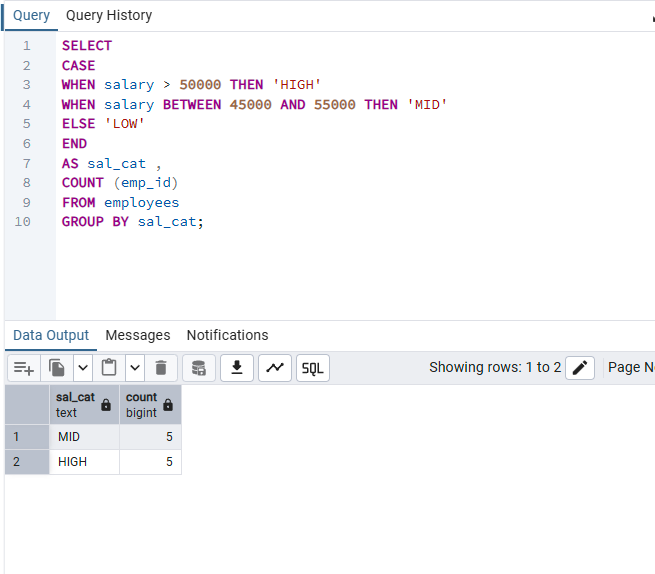 Query Query History
1 SELECT
2 CASE
3 WHEN salary > 50000 THEN 'HIGH'
4 WHEN salary BETWEEN 45000 AND 55000 THEN 'MID'
5 ELSE 'LOW'
6 END
7 AS sal_cat ,
8 COUNT (emp_id)
9 FROM employees
10 GROUP BY sal_cat;
Data Output Messages Notifications
SQL Showing rows: 1 to 2 Page N
sal_cat count
text bigint
1 MID 5
2 HIGH 5